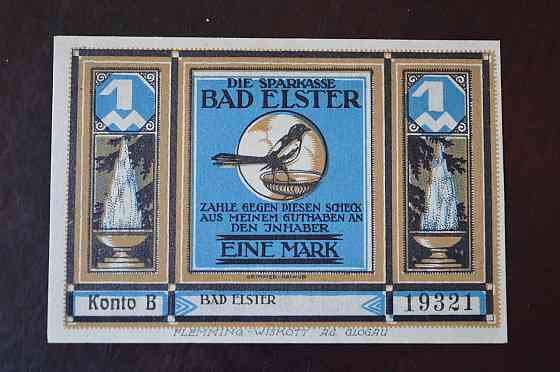 1 M
DIE SPARKASSE
BAD ELSTER
ZAHLE GEGEN DIESEN SCHECK
AUS MEINEM GUTHABEN AN
DEN INHABER
EINE MARK
1 M
Konto B
BAD ELSTER
19321
FLEMMING-WISKOTT AG. GLOGAU